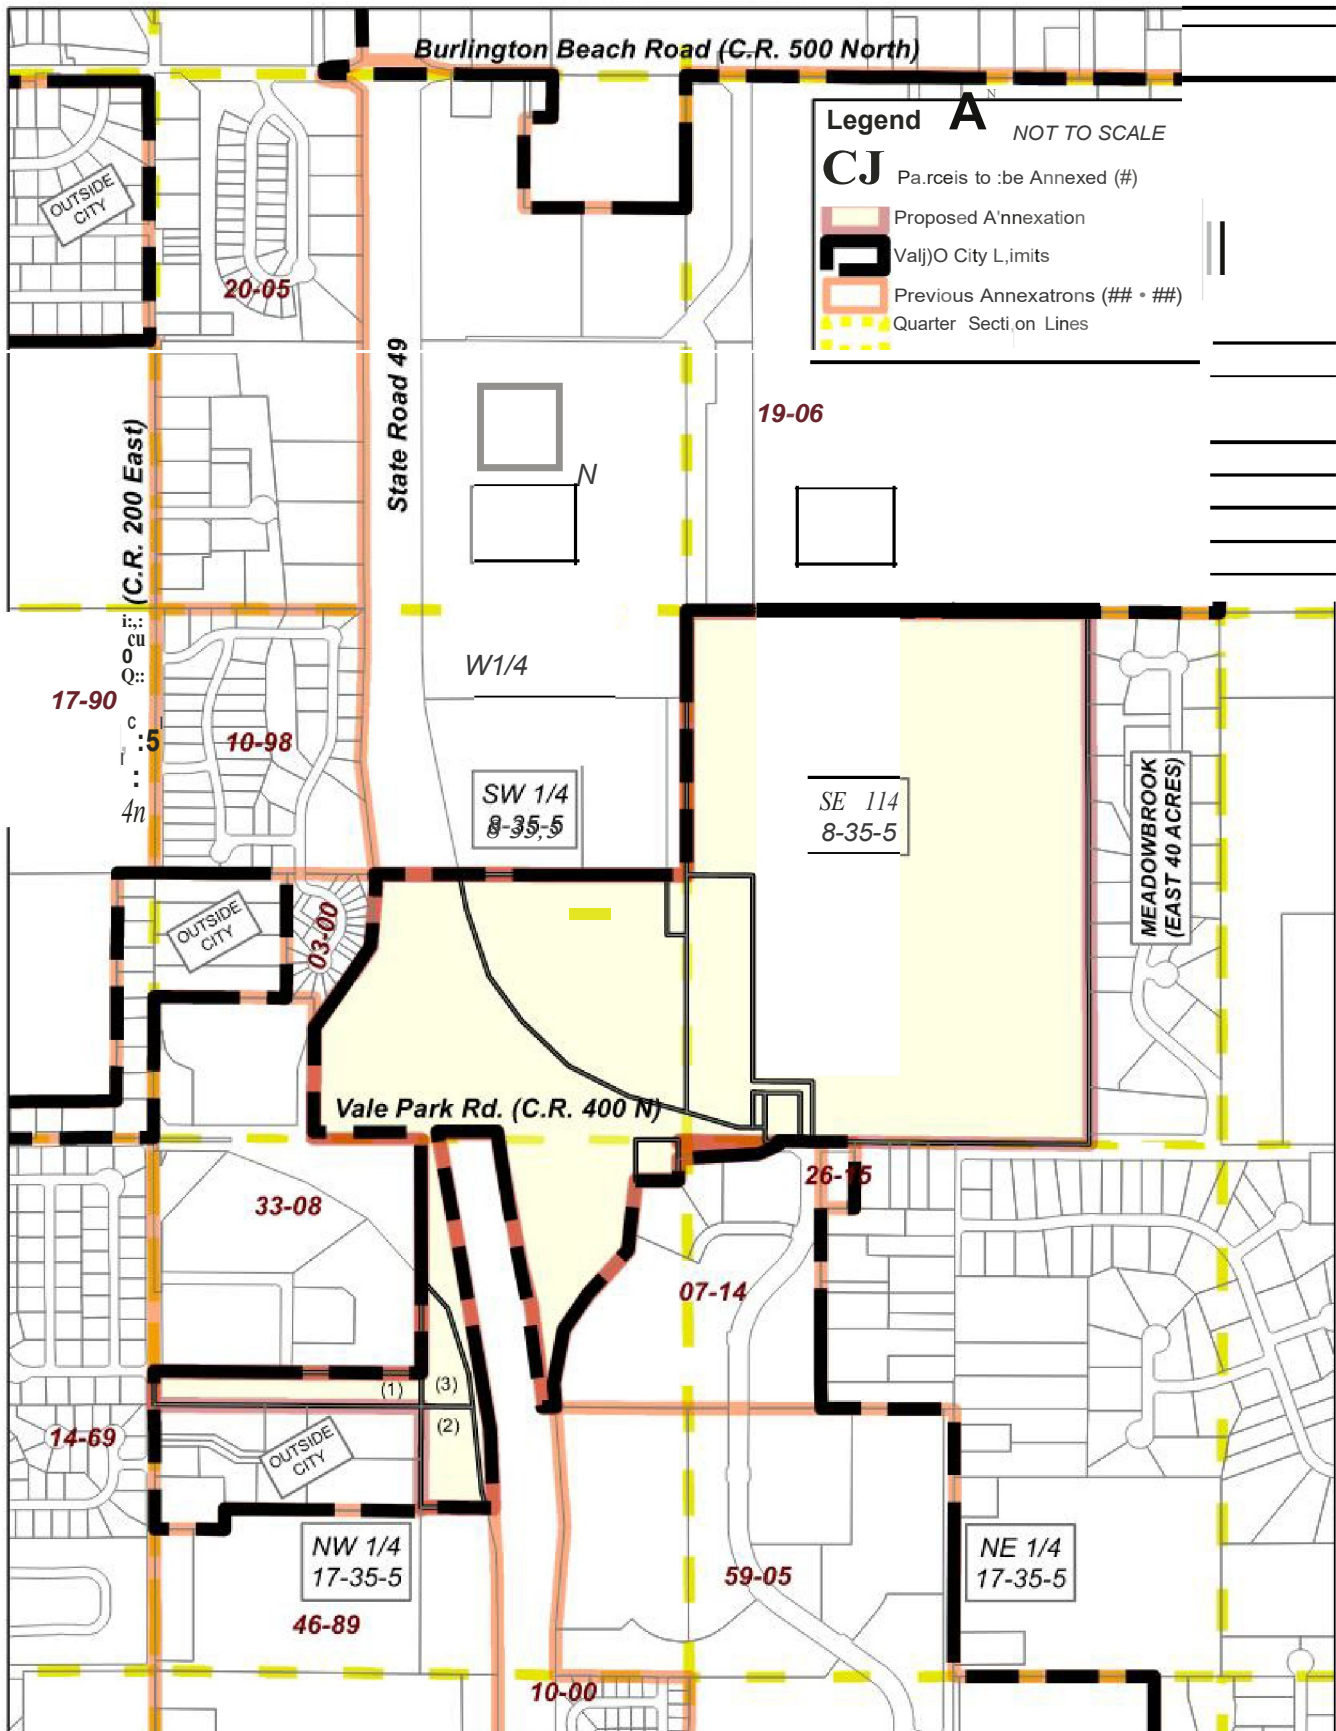 Burlington Beach Road (C.R. 500 North)
Legend
A
N
NOT TO SCALE
CJ Pa.rceis to :be Annexed (#)
Proposed A'nnexation
Valj)O City L,imits
Previous Annexatrons (## • ##)
Quarter Secti,on Lines
OUTSIDE
CITY
20-05
State Road 49
19-06
(C.R. 200 East)
N
i:,:
cu
0
Q::
W1/4
17-90
c
:5
10-98
:
4n
SW 1/4
8-35-5
SE 114
8-35-5
MEADOWBROOK
(EAST 40 ACRES)
OUTSIDE
CITY
03-00
Vale Park Rd. (C.R. 400 N)
26-15
33-08
07-14
(1)
(3)
(2)
14-69
OUTSIDE
CITY
NW 1/4
17-35-5
NE 1/4
17-35-5
59-05
46-89
10-00